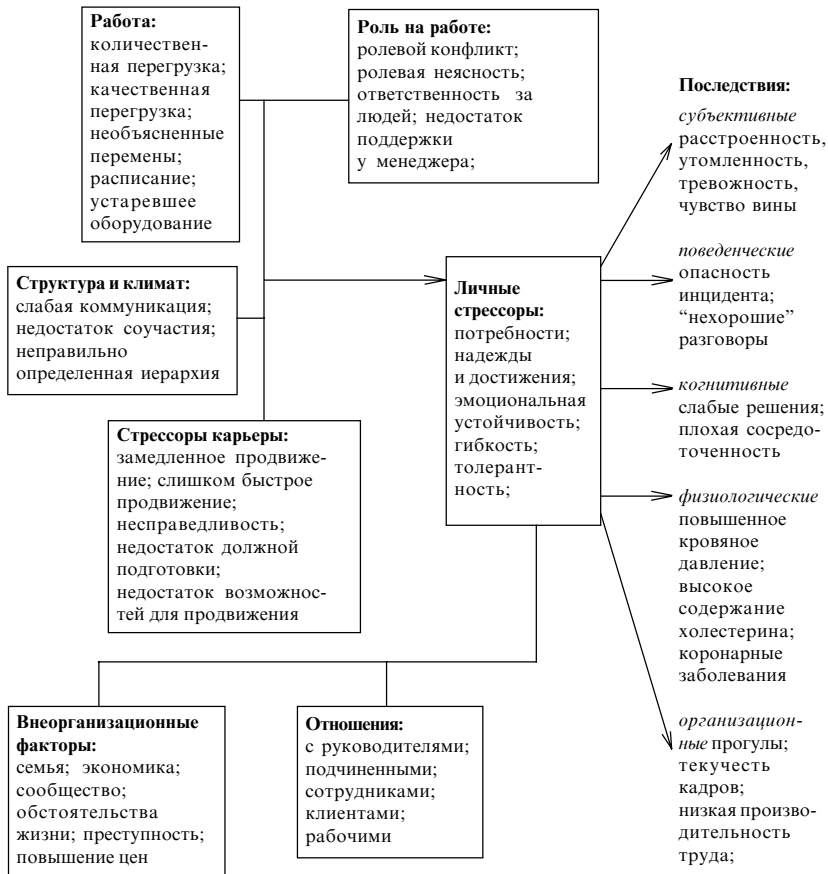 Работа:
количествен-
ная перегрузка;
качественная
перегрузка;
необъясненные
перемены;
расписание;
устаревшее
оборудование
Роль на работе:
ролевой конфликт;
ролевая неясность;
ответственность за
людей; недостаток
поддержки
у менеджера;
Структура и климат:
слабая коммуникация;
недостаток соучастия;
неправильно
определенная иерархия
Стрессоры карьеры:
замедленное продвиже-
ние; слишком быстрое
продвижение;
несправедливость;
недостаток должной
подготовки;
недостаток возможнос-
тей для продвижения
Личные
стрессоры:
потребности;
надежды
и достижения;
эмоциональная
устойчивость;
гибкость;
толерант-
ность;
Внеорганизационные
факторы:
семья; экономика;
сообщество;
обстоятельства
жизни; преступность;
повышение цен
Отношения:
с руководителями;
подчиненными;
сотрудниками;
клиентами;
рабочими
Последствия:
субъективные
расстроенность,
утомленность,
тревожность,
чувство вины
поведенческие
опасность
инцидента;
“нехорошие”
разговоры
когнитивные
слабые решения;
плохая сосредо-
точенность
физиологические
повышенное
кровяное
давление;
высокое
содержание
холестерина;
коронарные
заболевания
организацион-
ные прогулы;
текучесть
кадров;
низкая произво-
дительность
труда;